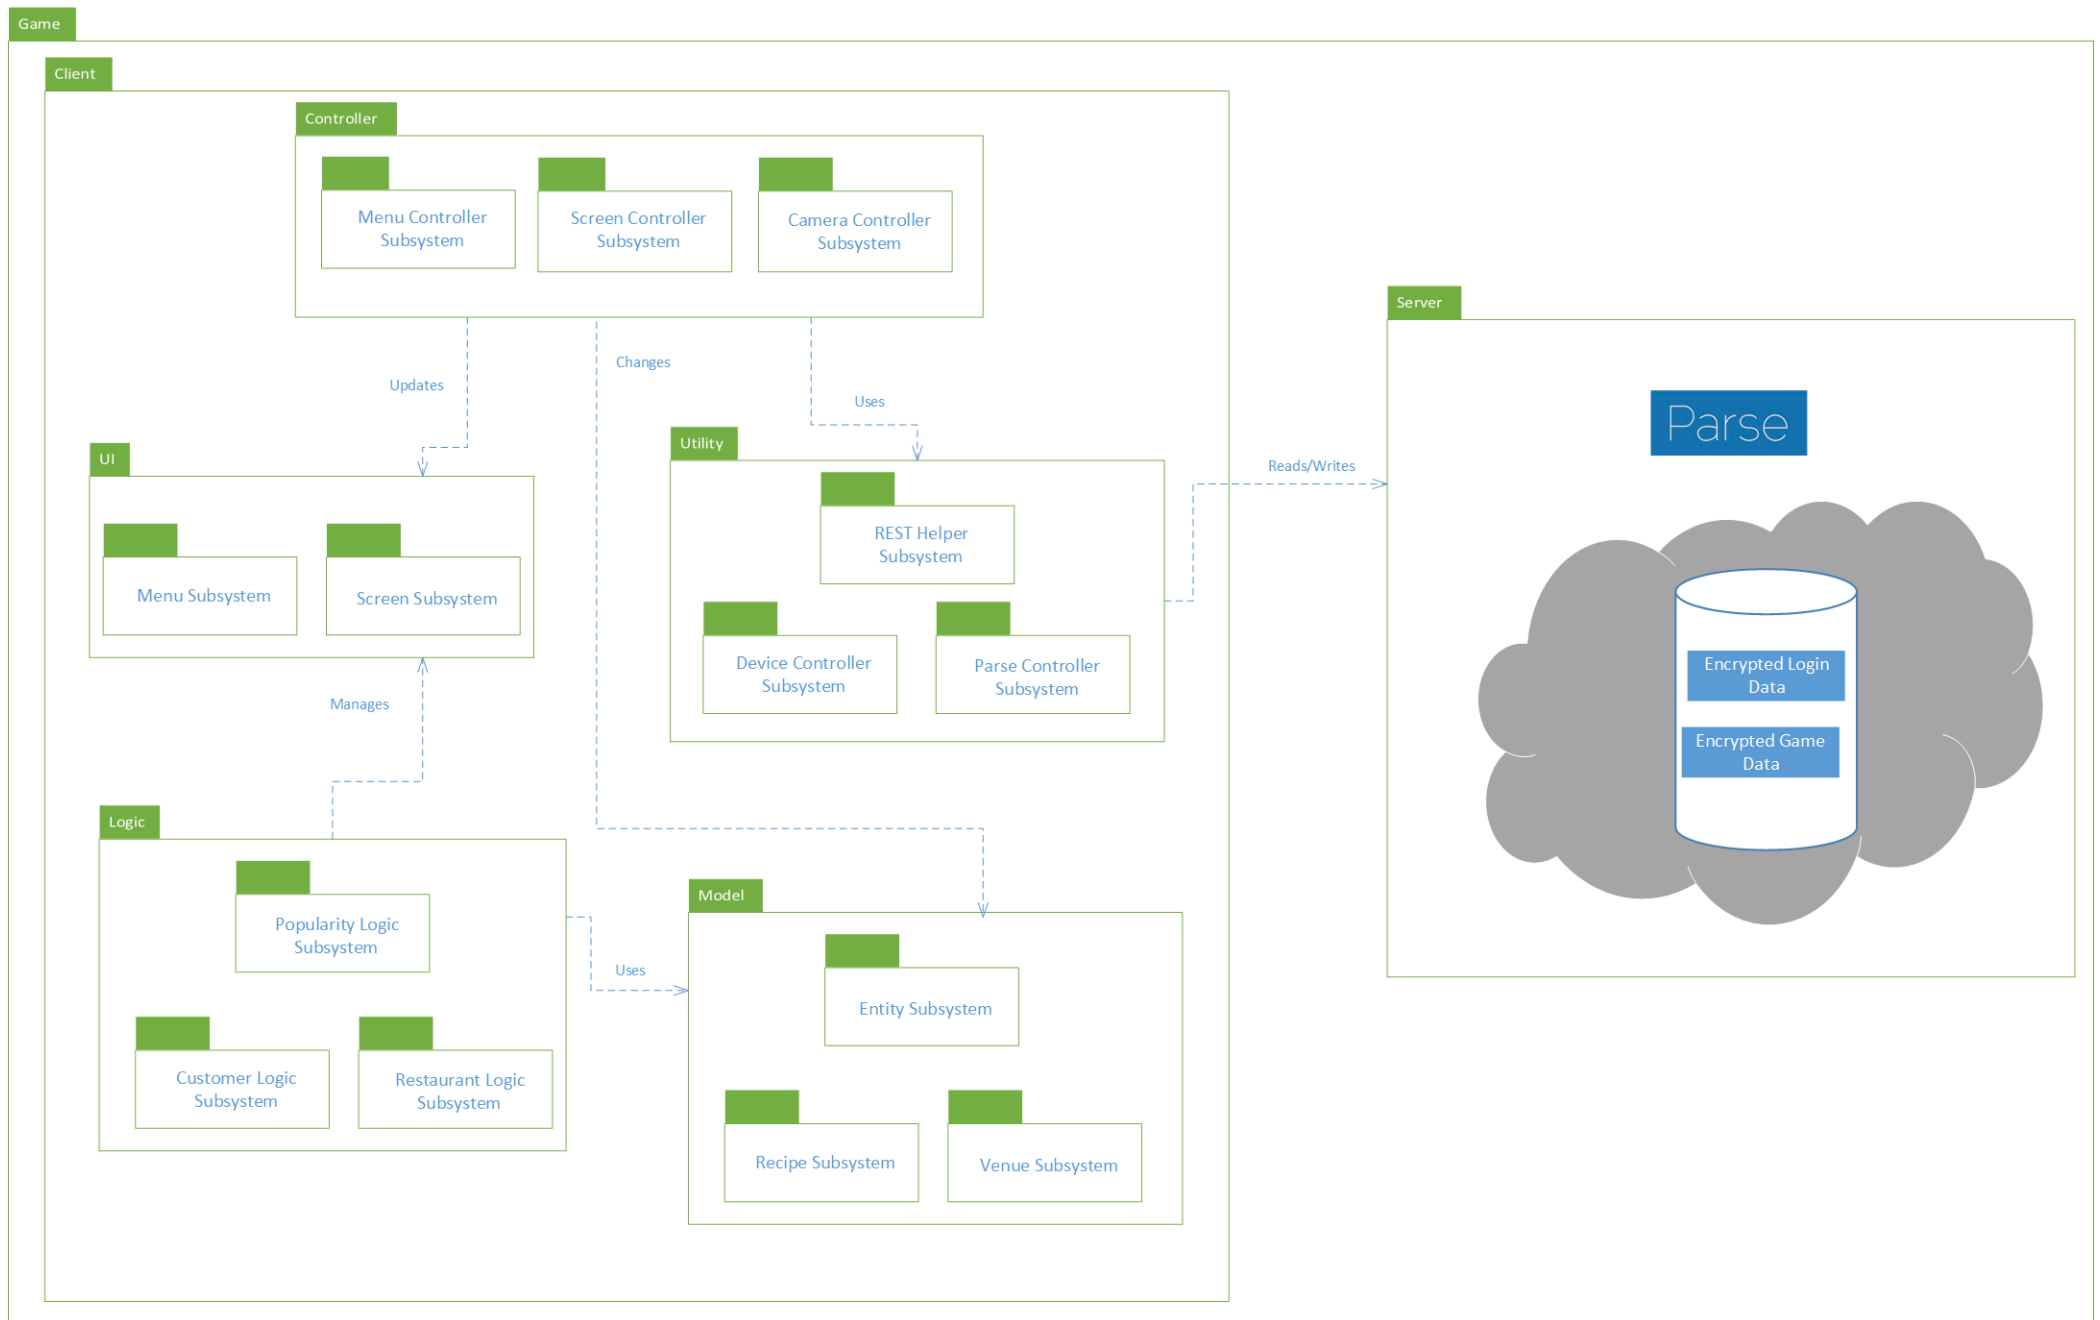 Game
Client
Controller
Menu Controller
Subsystem
Screen Controller
Subsystem
Camera Controller
Subsystem
Server
Changes
Updates
Uses
Parse
Utility
UI
Reads/Writes
REST Helper
Subsystem
Menu Subsystem
Screen Subsystem
Device Controller
Subsystem
Parse Controller
Subsystem
Encrypted Login
Data
Manages
Encrypted Game
Data
Logic
Model
Popularity Logic
Subsystem
Uses
Entity Subsystem
Customer Logic
Subsystem
Restaurant Logic
Subsystem
Recipe Subsystem
Venue Subsystem